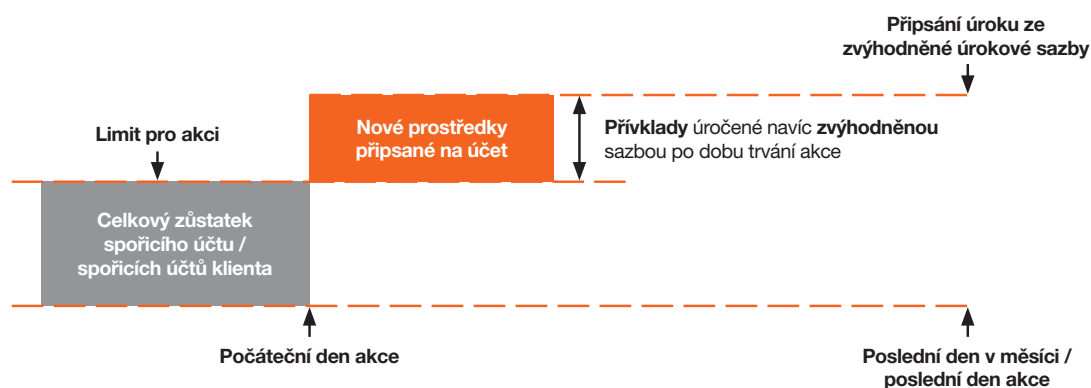 Připsání úroku ze
zvýhodněné úrokové sazby
Limit pro akci
Nové prostředky
připsané na účet
Přívklady úročené navíc zvýhodněnou
sazbou po dobu trvání akce
Celkový zůstatek
spořicího účtu /
spořicích účtů klienta
Počáteční den akce
Poslední den v měsíci /
poslední den akce